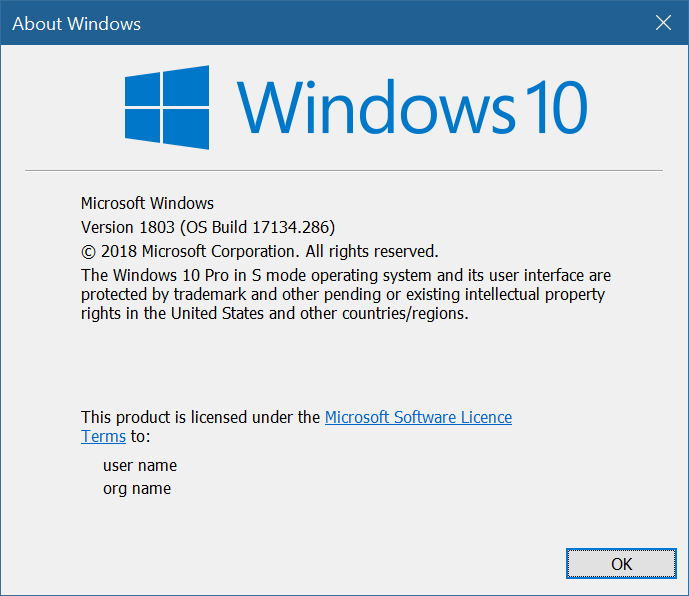 About Windows
Windows 10
Microsoft Windows
Version 1803 (OS Build 17134.286)
© 2018 Microsoft Corporation. All rights reserved.
The Windows 10 Pro in S mode operating system and its user interface are
protected by trademark and other pending or existing intellectual property
rights in the United States and other countries/regions.
This product is licensed under the Microsoft Software Licence
Terms to:
user name
org name
OK